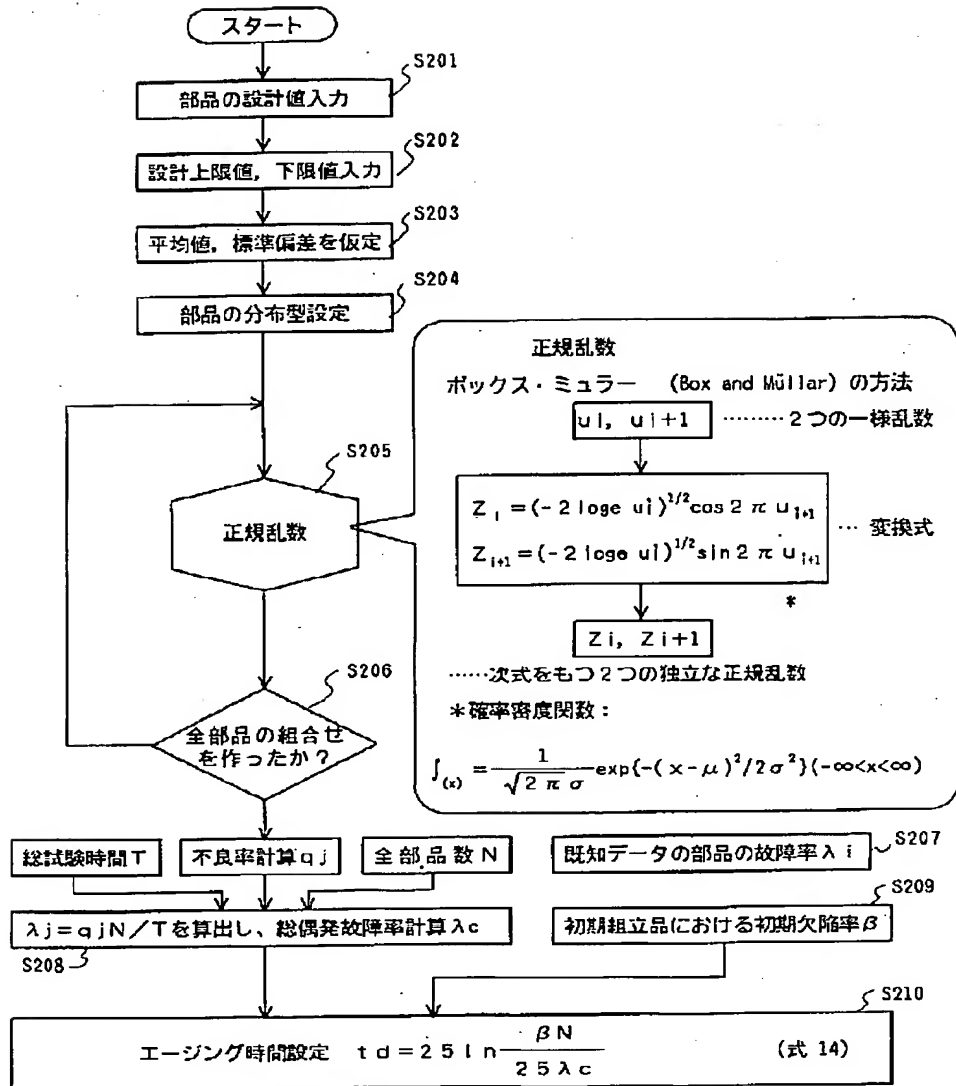 スタート
S201
部品の設計値入力
S202
設計上限値,下限値入力
S203
平均値,標準偏差を仮定
S204
部品の分布型設定
正規乱数
ボックス・ミュラー (Box and Müllar) の方法
ui, ui+1 ………2つの一様乱数
S205
正規乱数
Z_i=(-2loge ui)^{1/2}cos2πu_{i+1}
Z_{i+1}=(-2loge ui)^{1/2}sin2πu_{i+1}
… 変換式
*
Zi, Zi+1
……次式をもつ2つの独立な正規乱数
*確率密度関数:
∫_{(x)}=1/(√2πσ)exp{-(x-μ)^2/2σ^2}(-∞<x<∞)
S206
全部品の組合せ
を作ったか?
総試験時間T
不良率計算qj
全部品数N
S207
既知データの部品の故障率λi
S209
λj=qjN/Tを算出し、総偶発故障率計算λc
初期組立品における初期欠陥率β
S208
S210
エージング時間設定 td=25ln βN/25λc (式 14)